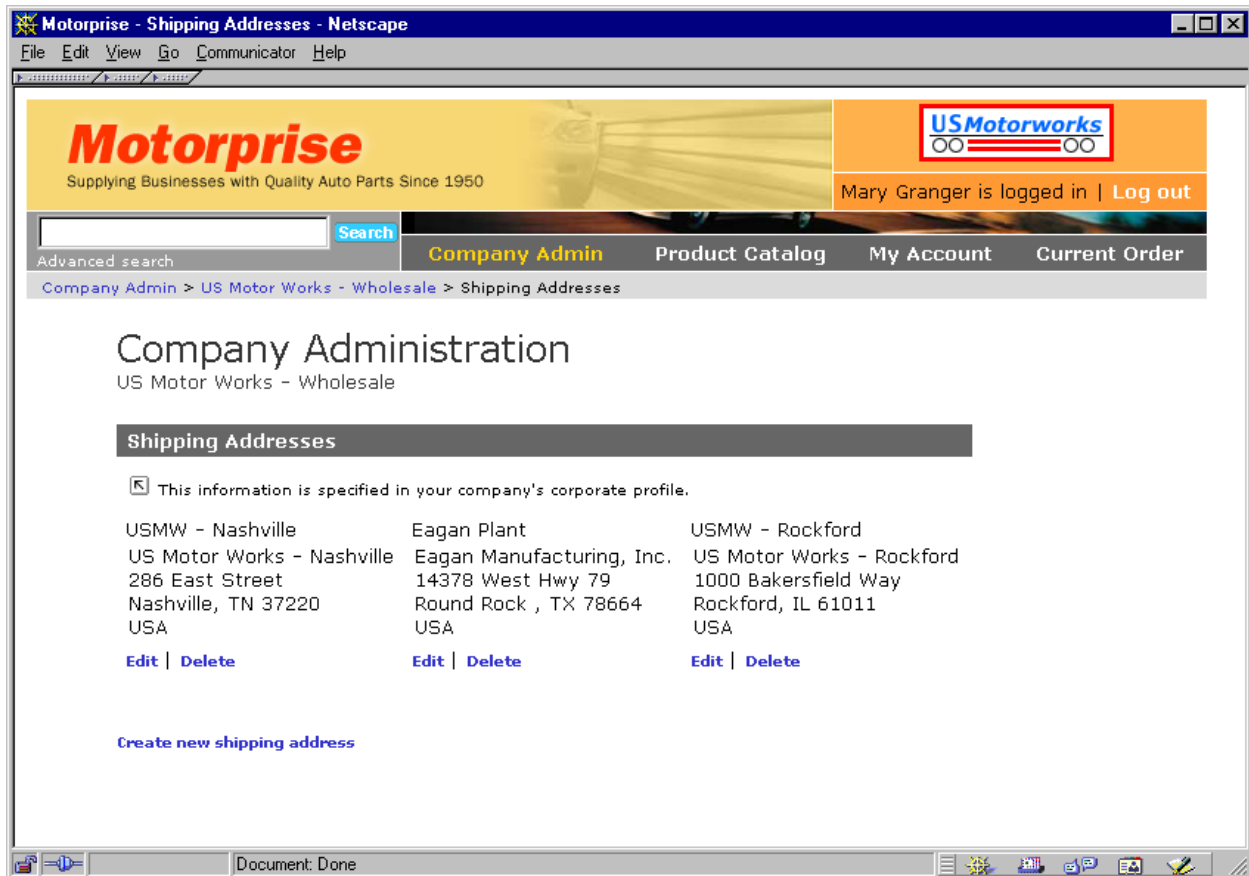 Motorprise - Shipping Addresses - Netscape
File Edit View Go Communicator Help
Motorprise
Supplying Businesses with Quality Auto Parts Since 1950
USMotorworks
Mary Granger is logged in | Log out
Search
Advanced search
Company Admin Product Catalog My Account Current Order
Company Admin > US Motor Works - Wholesale > Shipping Addresses
Company Administration
US Motor Works - Wholesale
Shipping Addresses
This information is specified in your company's corporate profile.
USMW - Nashville
US Motor Works - Nashville
286 East Street
Nashville, TN 37220
USA
Edit | Delete
Eagan Plant
Eagan Manufacturing, Inc.
14378 West Hwy 79
Round Rock , TX 78664
USA
Edit | Delete
USMW - Rockford
US Motor Works - Rockford
1000 Bakersfield Way
Rockford, IL 61011
USA
Edit | Delete
Create new shipping address
Document: Done